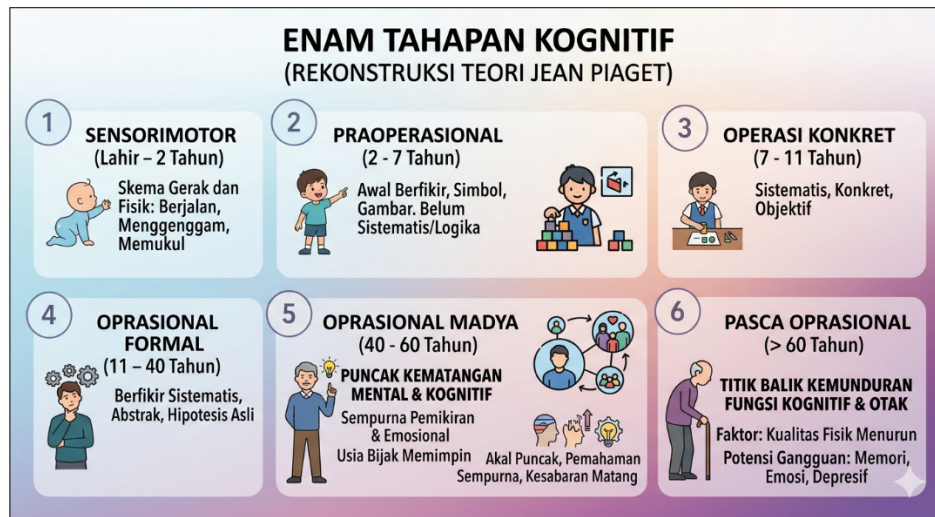 ENAM TAHAPAN KOGNITIF
(REKONSTRUKSI TEORI JEAN PIAGET)
1
SENSORIMOTOR
(Lahir – 2 Tahun)
Skema Gerak dan
Fisik: Berjalan,
Menggenggam,
Memukul
2
PRAOPERASIONAL
(2 - 7 Tahun)
Awal Berfikir, Simbol,
Gambar. Belum
Sistematis/Logika
3
OPERASI KONKRET
(7 - 11 Tahun)
Sistematis, Konkret,
Objektif
4
OPRASIONAL
FORMAL
(11 – 40 Tahun)
Berfikir Sistematis,
Abstrak, Hipotesis Asli
5
OPRASIONAL MADYA
(40 - 60 Tahun)
PUNCAK KEMATANGAN
MENTAL & KOGNITIF
Sempurna Pemikiran
& Emosional
Usia Bijak Memimpin
Akal Puncak, Pemahaman
Sempurna, Kesabaran Matang
6
PASCA OPRASIONAL
(> 60 Tahun)
TITIK BALIK KEMUNDURAN
FUNGSI KOGNITIF & OTAK
Faktor: Kualitas Fisik Menurun
Potensi Gangguan: Memori,
Emosi, Depresif